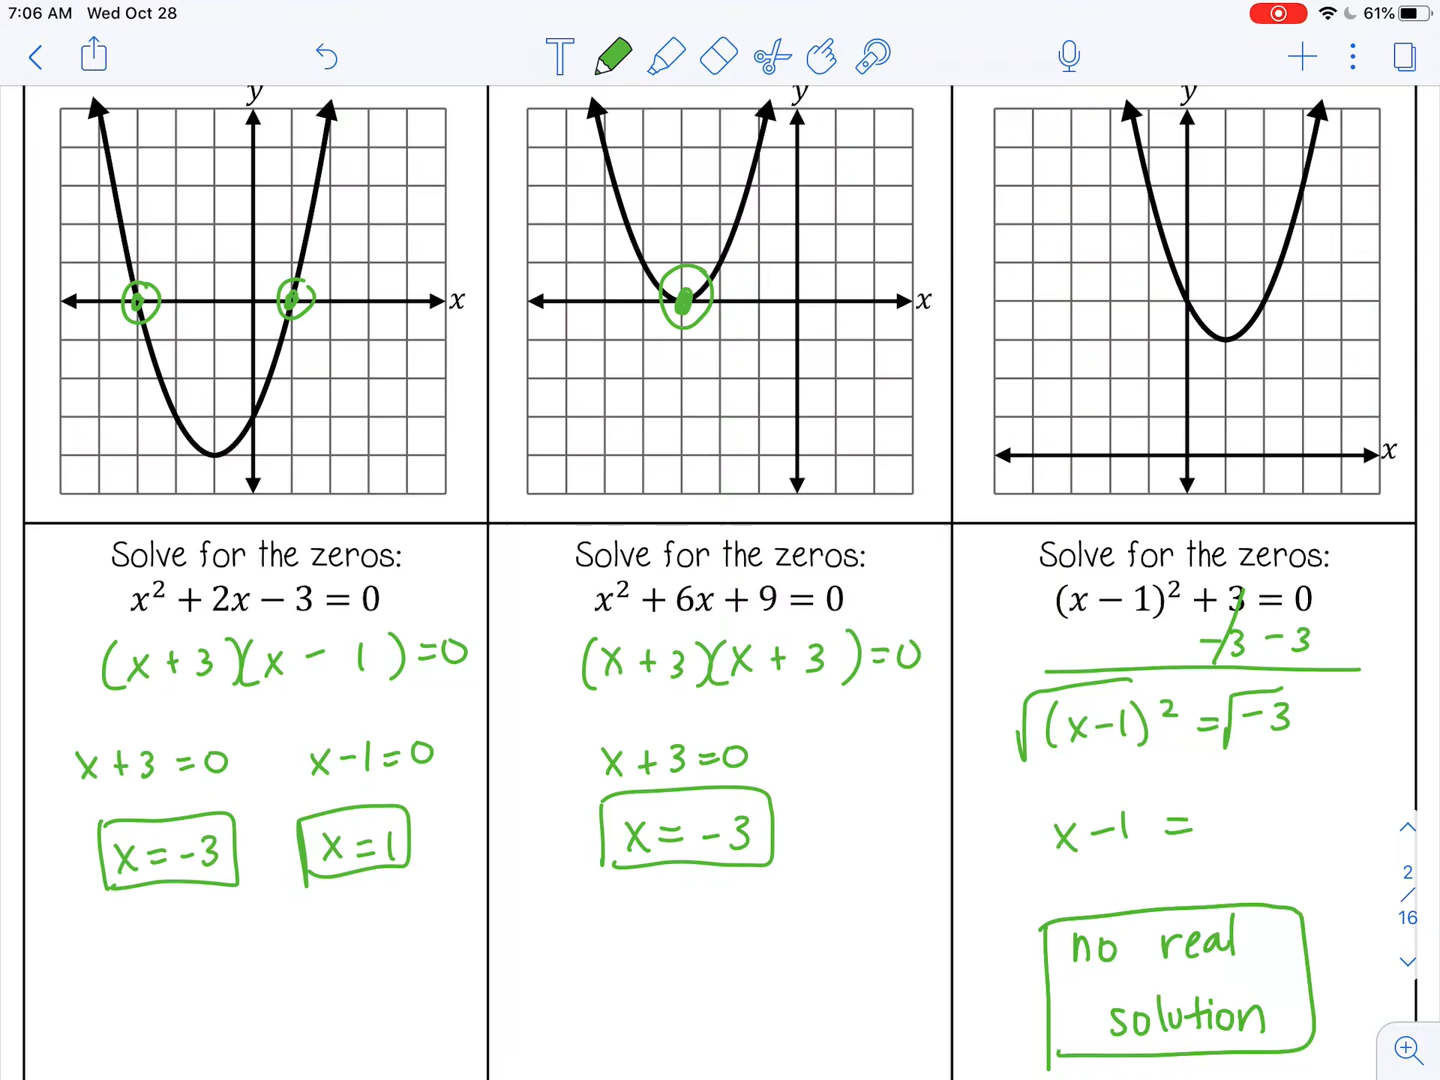 7:06 AM Wed Oct 28
61%
T
y
y
y
x
x
x
Solve for the zeros:
x² + 2x − 3 = 0
(x + 3)(x − 1) = 0
x + 3 = 0 x − 1 = 0
x = −3 x = 1
Solve for the zeros:
x² + 6x + 9 = 0
(x + 3)(x + 3) = 0
x + 3 = 0
x = −3
Solve for the zeros:
(x − 1)² + 3 = 0
−3 −3
√(x−1)² = √−3
x − 1 =
no real
solution
2
/
16